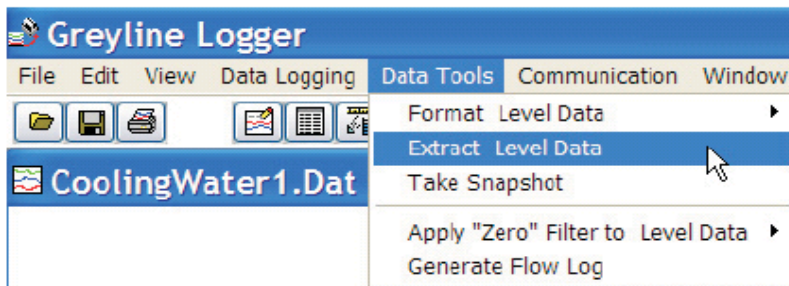 Greyline Logger
File Edit View Data Logging Data Tools Communication Window
Format Level Data
Extract Level Data
CoolingWater1.Dat
Take Snapshot
Apply "Zero" Filter to Level Data
Generate Flow Log